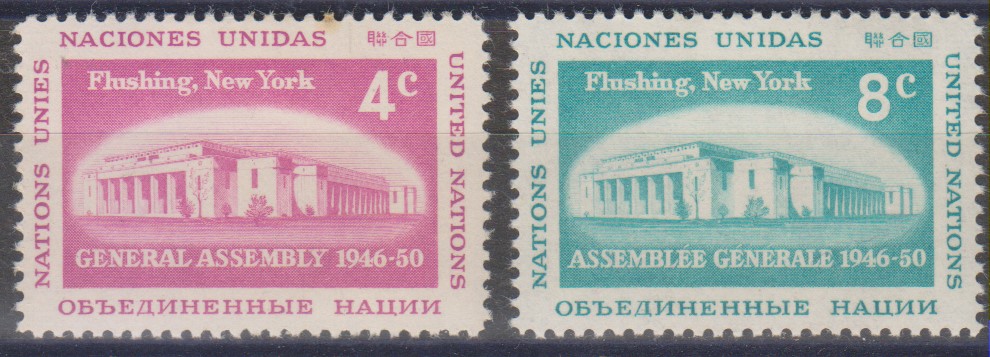 NACIONES UNIDAS 聯合國
NATIONS UNIES
UNITED NATIONS
Flushing, New York
4c
GENERAL ASSEMBLY 1946-50
ОБЪЕДИНЕННЫЕ НАЦИИ
NACIONES UNIDAS 聯合國
NATIONS UNIES
UNITED NATIONS
Flushing, New York
8c
ASSEMBLÉE GÉNÉRALE 1946-50
ОБЪЕДИНЕННЫЕ НАЦИИ